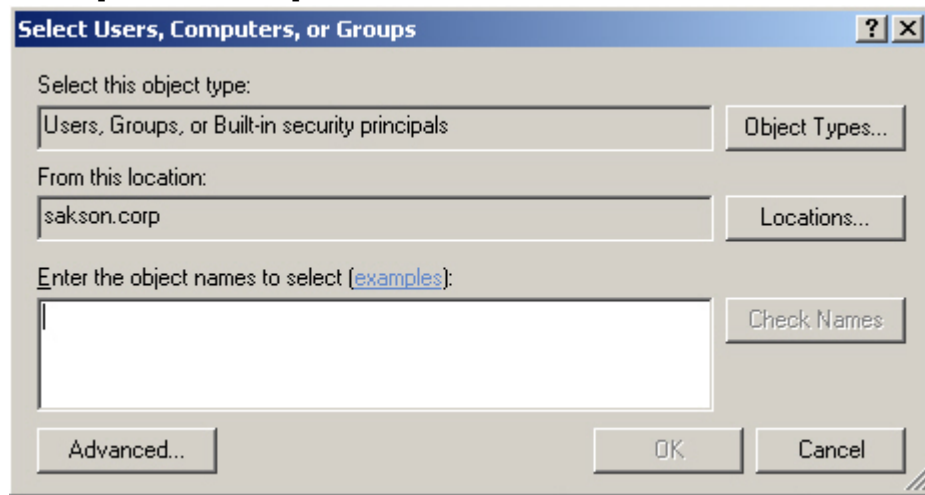 Select Users, Computers, or Groups
Select this object type:
Users, Groups, or Built-in security principals
Object Types...
From this location:
sakson.corp
Locations...
Enter the object names to select (examples):
Check Names
Advanced...
OK
Cancel